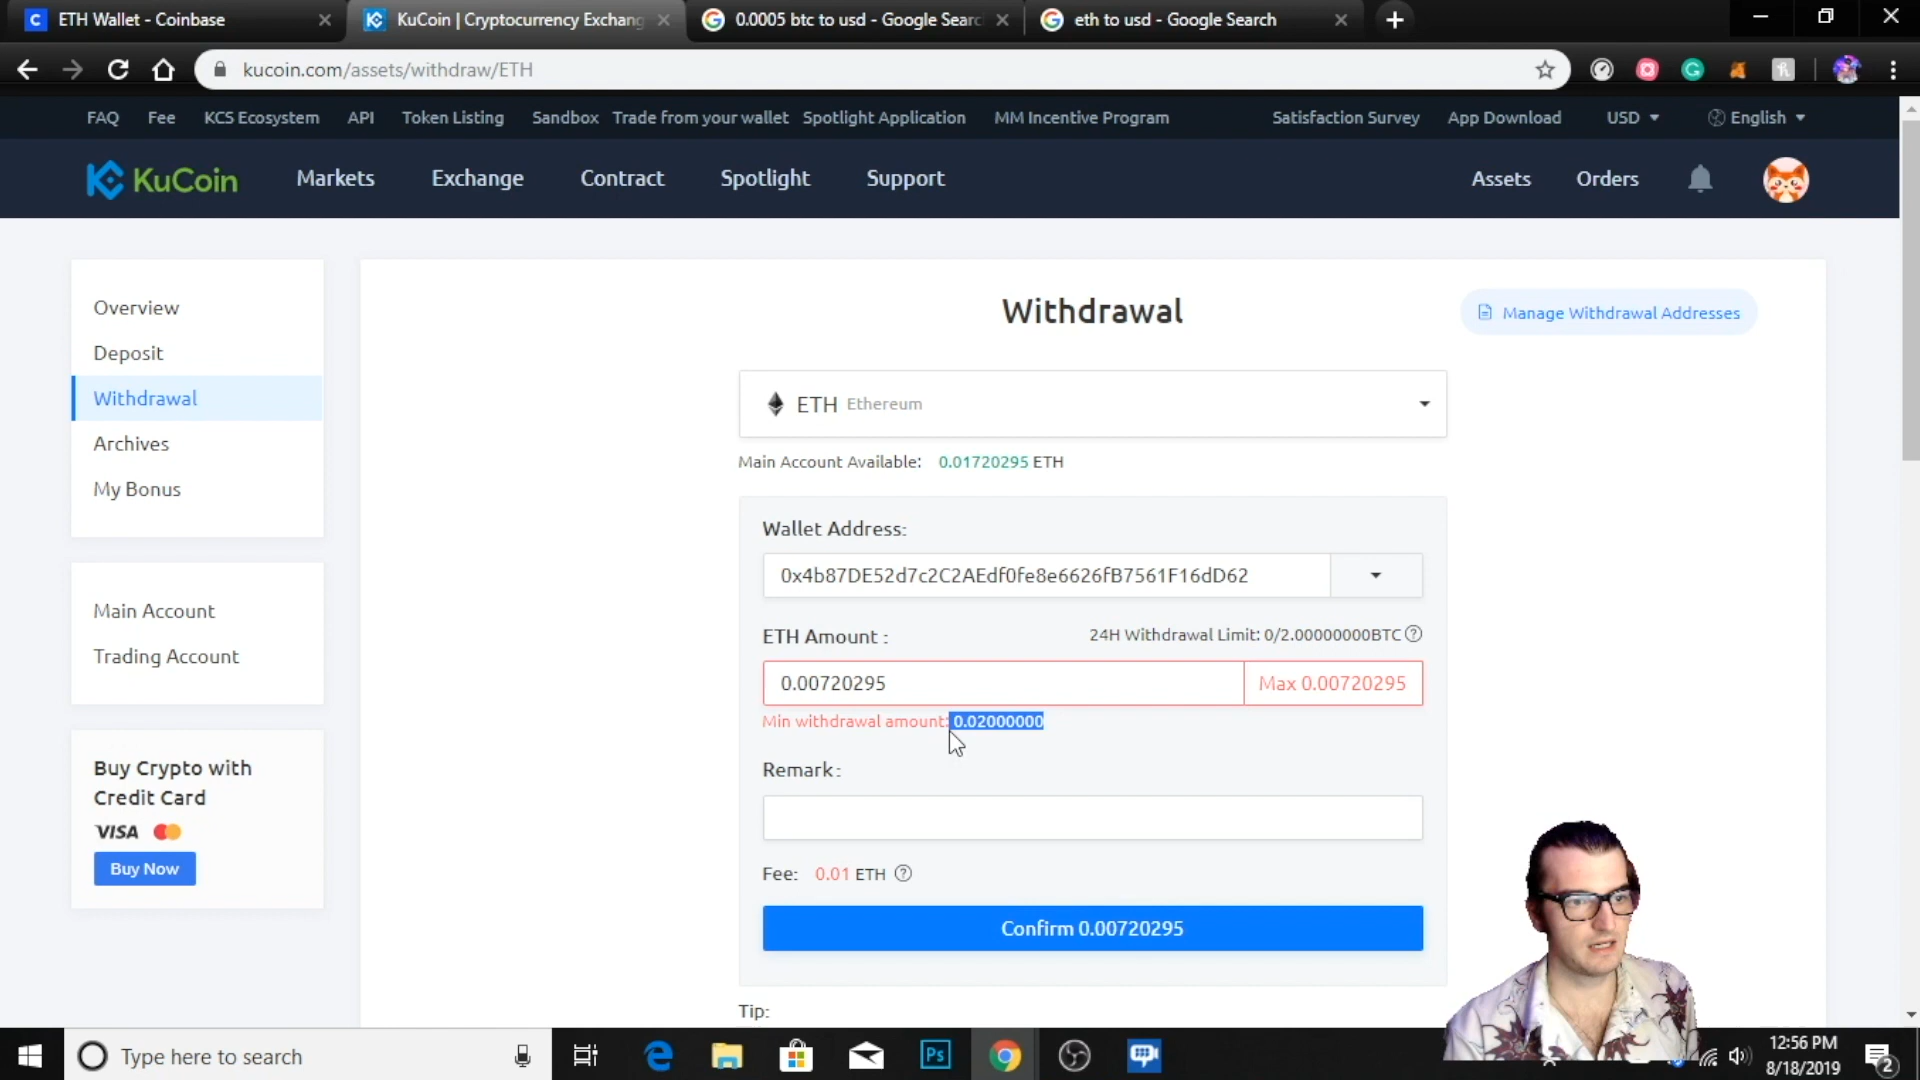 ETH Wallet - Coinbase
KuCoin | Cryptocurrency Exchang
0.0005 btc to usd - Google Searc
eth to usd - Google Search
kucoin.com/assets/withdraw/ETH
FAQ Fee KCS Ecosystem API Token Listing Sandbox Trade from your wallet Spotlight Application MM Incentive Program Satisfaction Survey App Download USD English
KuCoin Markets Exchange Contract Spotlight Support Assets Orders
Overview
Deposit
Withdrawal
Archives
My Bonus
Main Account
Trading Account
Buy Crypto with
Credit Card
VISA
Buy Now
Withdrawal
Manage Withdrawal Addresses
ETH Ethereum
Main Account Available: 0.01720295 ETH
Wallet Address:
0x4b87DE52d7c2C2AEdf0fe8e6626fB7561F16dD62
ETH Amount : 24H Withdrawal Limit: 0/2.00000000BTC
0.00720295 Max 0.00720295
Min withdrawal amount: 0.02000000
Remark:
Fee: 0.01 ETH
Confirm 0.00720295
Tip:
Type here to search
Ps
12:56 PM
8/18/2019
2